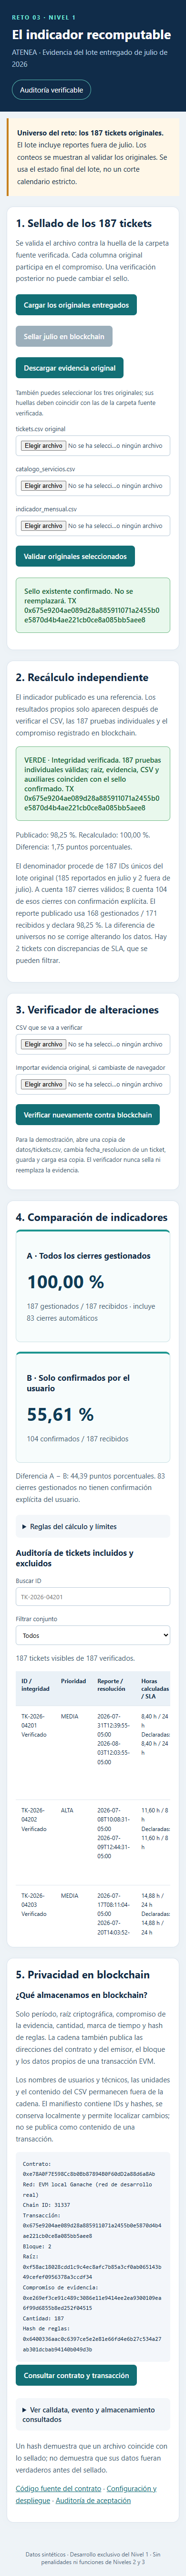 RETO 03 · NIVEL 1
El indicador recomputable
ATENEA · Evidencia del lote entregado de julio de
2026
Auditoría verificable
Universo del reto: los 187 tickets originales.
El lote incluye reportes fuera de julio. Los
conteos se muestran al validar los originales. Se
usa el estado final del lote, no un corte
calendario estricto.
1. Sellado de los 187 tickets
Se valida el archivo contra la huella de la carpeta
fuente verificada. Cada columna original
participa en el compromiso. Una verificación
posterior no puede cambiar el sello.
Cargar los originales entregados
Sellar julio en blockchain
Descargar evidencia original
También puedes seleccionar los tres originales; sus
huellas deben coincidir con las de la carpeta fuente
verificada.
tickets.csv original
Elegir archivo No se ha selecci...o ningún archivo
catalogo_servicios.csv
Elegir archivo No se ha selecci...o ningún archivo
indicador_mensual.csv
Elegir archivo No se ha selecci...o ningún archivo
Validar originales seleccionados
Sello existente confirmado. No se
reemplazará. TX
0x675e9204ae089d28a885911071a2455b0
e5870d4b4ae221cb0ce8a085bb5aee8
2. Recálculo independiente
El indicador publicado es una referencia. Los
resultados propios solo aparecen después de
verificar el CSV, las 187 pruebas individuales y el
compromiso registrado en blockchain.
VERDE · Integridad verificada. 187 pruebas
individuales válidas; raíz, evidencia, CSV y
auxiliares coinciden con el sello
confirmado. TX
0x675e9204ae089d28a885911071a2455b0
e5870d4b4ae221cb0ce8a085bb5aee8
Publicado: 98,25 %. Recalculado: 100,00 %.
Diferencia: 1,75 puntos porcentuales.
El denominador procede de 187 IDs únicos del
lote original (185 reportados en julio y 2 fuera de
julio). A cuenta 187 cierres válidos; B cuenta 104
de esos cierres con confirmación explícita. El
reporte publicado usa 168 gestionados / 171
recibidos y declara 98,25 %. La diferencia de
universos no se corrige alterando los datos. Hay
2 tickets con discrepancias de SLA, que se
pueden filtrar.
3. Verificador de alteraciones
CSV que se va a verificar
Elegir archivo No se ha selecci...o ningún archivo
Importar evidencia original, si cambiaste de navegador
Elegir archivo No se ha selecci...o ningún archivo
Verificar nuevamente contra blockchain
Para la demostración, abre una copia de
datos/tickets.csv, cambia fecha_resolucion de un ticket,
guarda y carga esa copia. El verificador nunca sella ni
reemplaza la evidencia.
4. Comparación de indicadores
A · Todos los cierres gestionados
100,00 %
187 gestionados / 187 recibidos · incluye
83 cierres automáticos
B · Solo confirmados por el
usuario
55,61 %
104 confirmados / 187 recibidos
Diferencia A − B: 44,39 puntos porcentuales. 83
cierres gestionados no tienen confirmación
explícita del usuario.
▶ Reglas del cálculo y límites
Auditoría de tickets incluidos y
excluidos
Buscar ID
TK-2026-04201
Filtrar conjunto
Todos
187 tickets visibles de 187 verificados.
ID / integridad Prioridad Reporte / resolución Horas calculadas / SLA
TK-2026-04201 Verificado MEDIA 2026-07-31T12:39:55-05:00 2026-08-03T12:03:55-05:00 8,40 h / 24 h Declaradas: 8,40 h / 24 h
TK-2026-04202 Verificado ALTA 2026-07-08T10:08:31-05:00 2026-07-09T12:44:31-05:00 11,60 h / 8 h Declaradas: 11,60 h / 8 h
TK-2026-04203 Verificado MEDIA 2026-07-17T08:11:04-05:00 2026-07-20T14:03:52- 14,88 h / 24 h Declaradas: 14,88 h / 24 h
5. Privacidad en blockchain
¿Qué almacenamos en blockchain?
Solo período, raíz criptográfica, compromiso de
la evidencia, cantidad, marca de tiempo y hash
de reglas. La cadena también publica las
direcciones del contrato y del emisor, el bloque
y los datos propios de una transacción EVM.
Los nombres de usuarios y técnicos, las unidades
y el contenido del CSV permanecen fuera de la
cadena. El manifiesto contiene IDs y hashes, se
conserva localmente y permite localizar cambios;
no se publica como contenido de una
transacción.
Contrato:
Red: EVM local Ganache (red de desarrollo
real)
Chain ID: 31337
Transacción:
0x675e9204ae089d28a885911071a2455b0e5870d4b4
ae221cb0ce8a085bb5aee8
Bloque: 2
Raíz:
Compromiso de evidencia:
Cantidad: 187
Hash de reglas:
Consultar contrato y transacción
▶ Ver calldata, evento y almacenamiento
consultados
Un hash demuestra que un archivo coincide con
lo sellado; no demuestra que sus datos fueran
verdaderos antes del sellado.
Código fuente del contrato · Configuración y
despliegue · Auditoría de aceptación
Datos sintéticos · Desarrollo exclusivo del Nivel 1 · Sin
penalidades ni funciones de Niveles 2 y 3